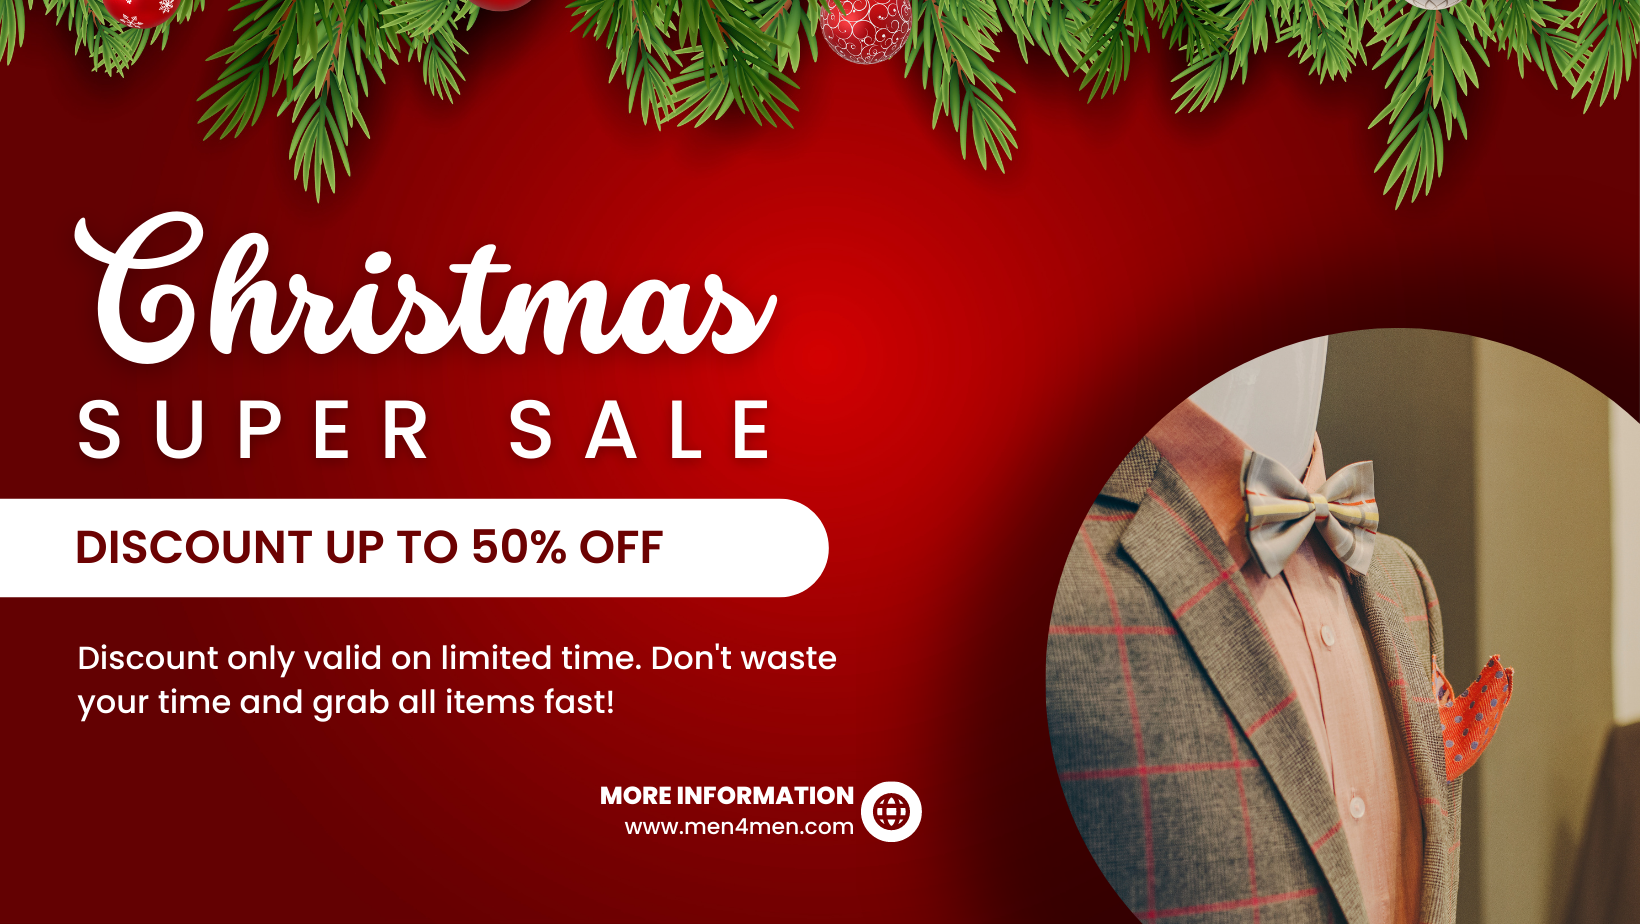 Christmas
SUPER SALE
DISCOUNT UP TO 50% OFF
Discount only valid on limited time. Don't waste
your time and grab all items fast!
MORE INFORMATION
www.men4men.com